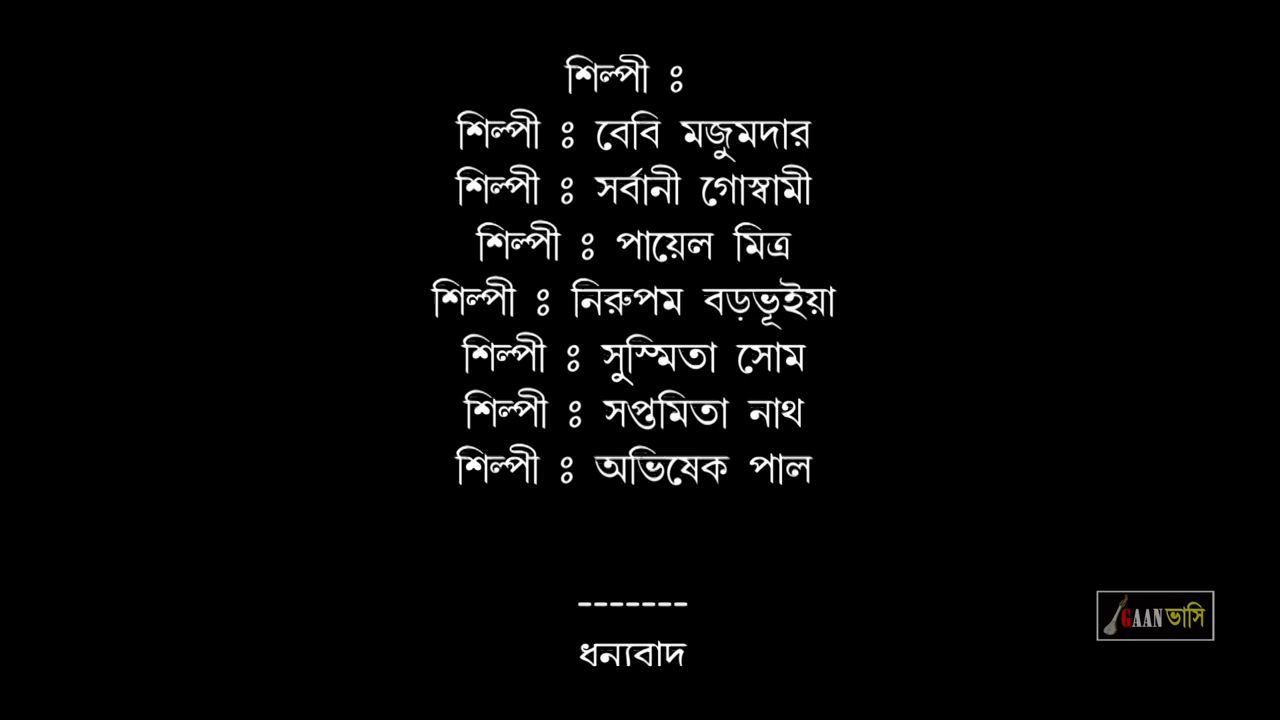 শিল্পী ঃ
শিল্পী ঃ বেবি মজুমদার
শিল্পী ঃ সর্বানী গোস্বামী
শিল্পী ঃ পায়েল মিত্র
শিল্পী ঃ নিরুপম বড়ভূইয়া
শিল্পী ঃ সুস্মিতা সোম
শিল্পী ঃ সপ্তমিতা নাথ
শিল্পী ঃ অভিষেক পাল
-------
ধন্যবাদ
GAAN ভাসি